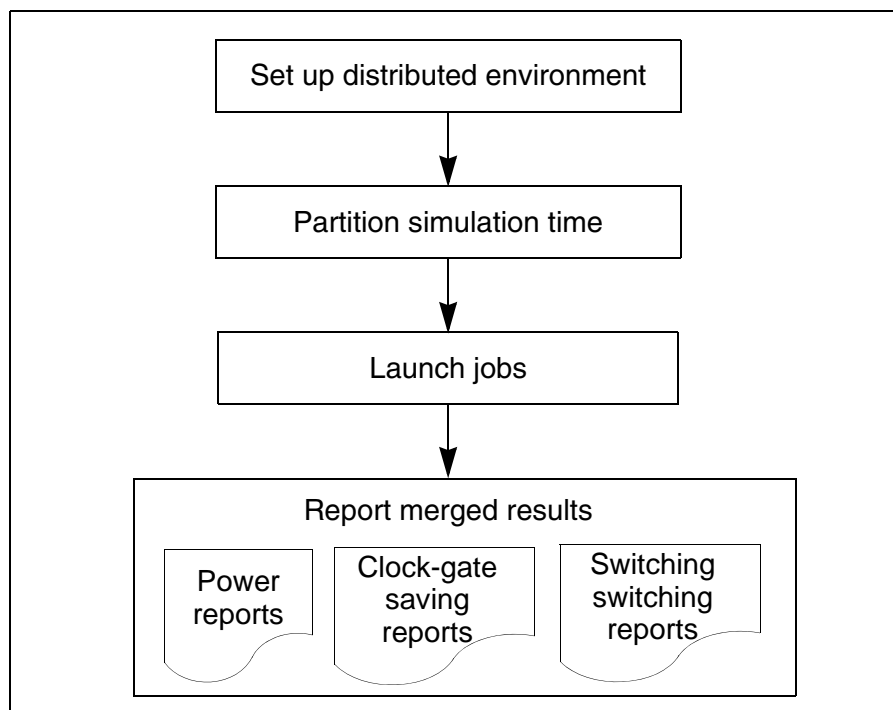 Set up distributed environment
Partition simulation time
Launch jobs
Report merged results
Power
reports
Clock-gate
saving
reports
Switching
switching
reports